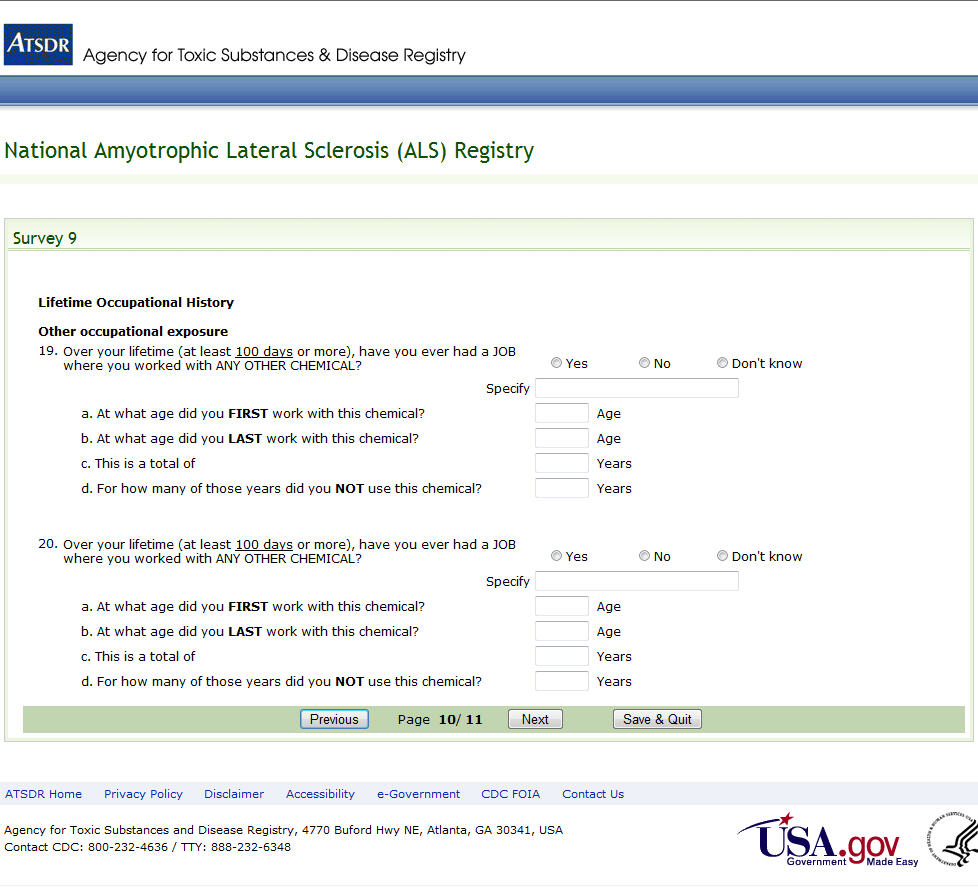 ATSDR
Agency for Toxic Substances & Disease Registry
National Amyotrophic Lateral Sclerosis (ALS) Registry
Survey 9
Lifetime Occupational History
Other occupational exposure
19. Over your lifetime (at least 100 days or more), have you ever had a JOB
where you worked with ANY OTHER CHEMICAL?
Yes No Don't know
Specify
a. At what age did you FIRST work with this chemical? Age
b. At what age did you LAST work with this chemical? Age
c. This is a total of Years
d. For how many of those years did you NOT use this chemical? Years
20. Over your lifetime (at least 100 days or more), have you ever had a JOB
where you worked with ANY OTHER CHEMICAL?
Yes No Don't know
Specify
a. At what age did you FIRST work with this chemical? Age
b. At what age did you LAST work with this chemical? Age
c. This is a total of Years
d. For how many of those years did you NOT use this chemical? Years
Previous Page 10/ 11 Next Save & Quit
ATSDR Home Privacy Policy Disclaimer Accessibility e-Government CDC FOIA Contact Us
Agency for Toxic Substances and Disease Registry, 4770 Buford Hwy NE, Atlanta, GA 30341, USA
Contact CDC: 800-232-4636 / TTY: 888-232-6348
USA.gov
Government Made Easy